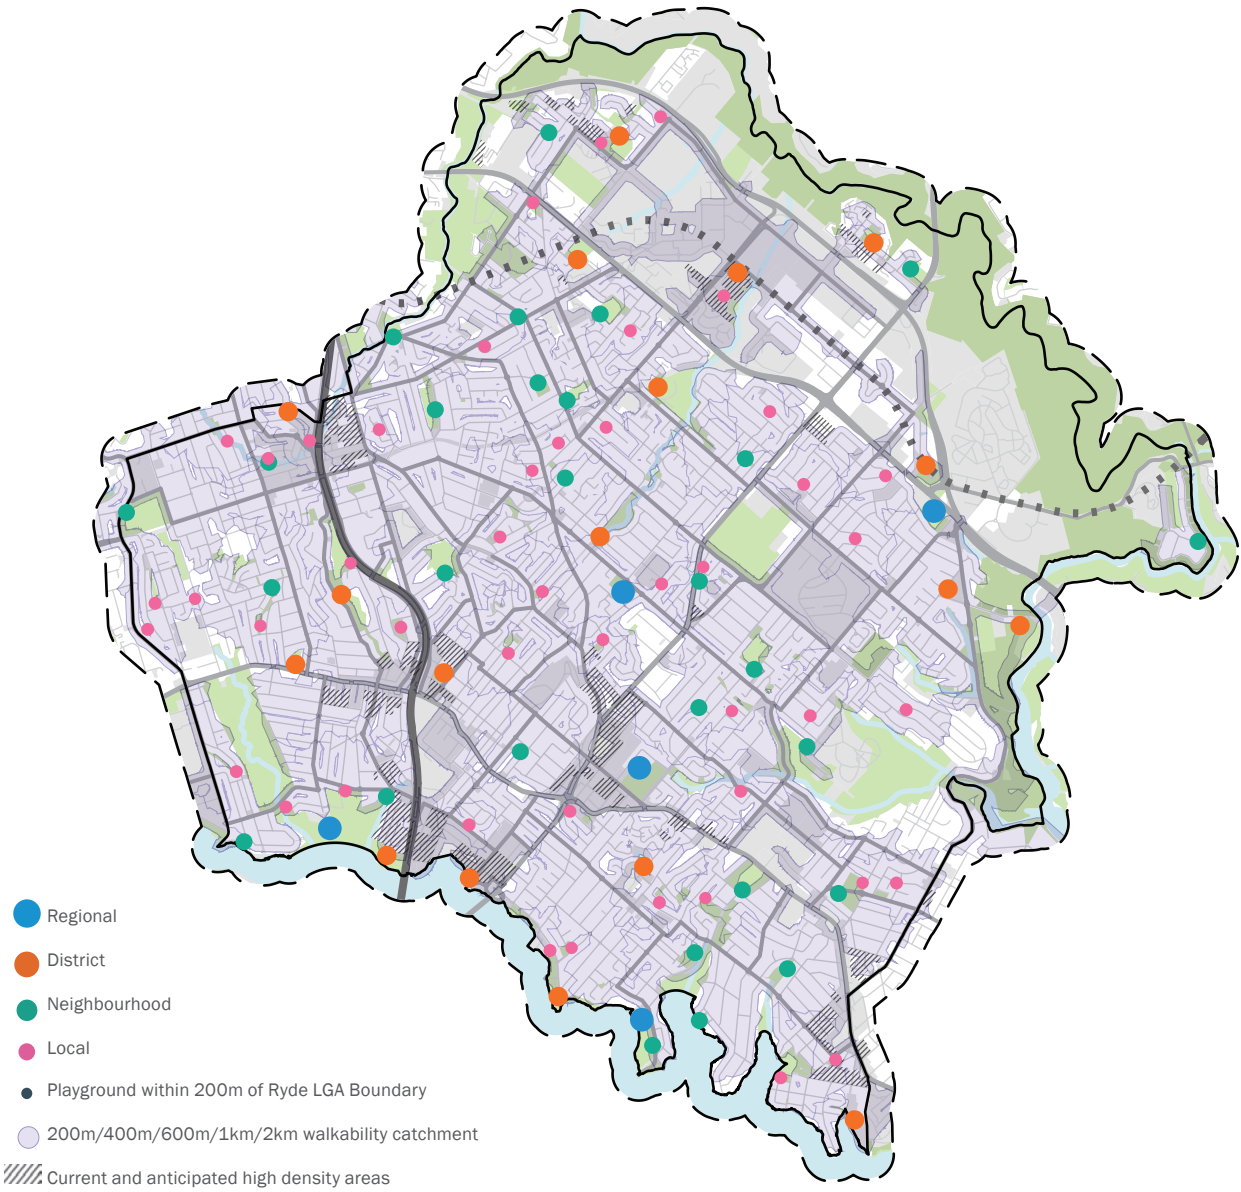 Regional
District
Neighbourhood
Local
Playground within 200m of Ryde LGA Boundary
200m/400m/600m/1km/2km walkability catchment
Current and anticipated high density areas